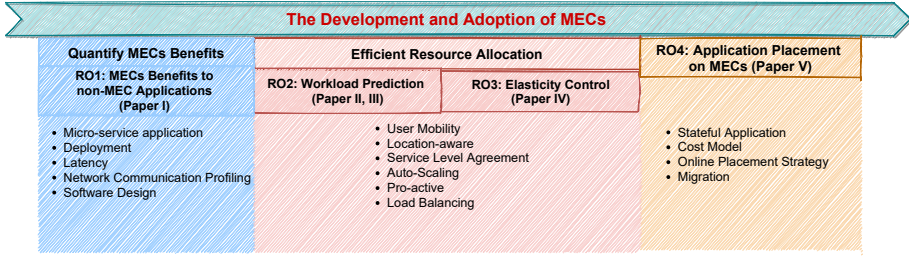 The Development and Adoption of MECs
Quantify MECs Benefits
RO1: MECs Benefits to
non-MEC Applications
(Paper I)
• Micro-service application
• Deployment
• Latency
• Network Communication Profiling
• Software Design
Efficient Resource Allocation
RO2: Workload Prediction
(Paper II, III)
RO3: Elasticity Control
(Paper IV)
• User Mobility
• Location-aware
• Service Level Agreement
• Auto-Scaling
• Pro-active
• Load Balancing
RO4: Application Placement
on MECs (Paper V)
• Stateful Application
• Cost Model
• Online Placement Strategy
• Migration